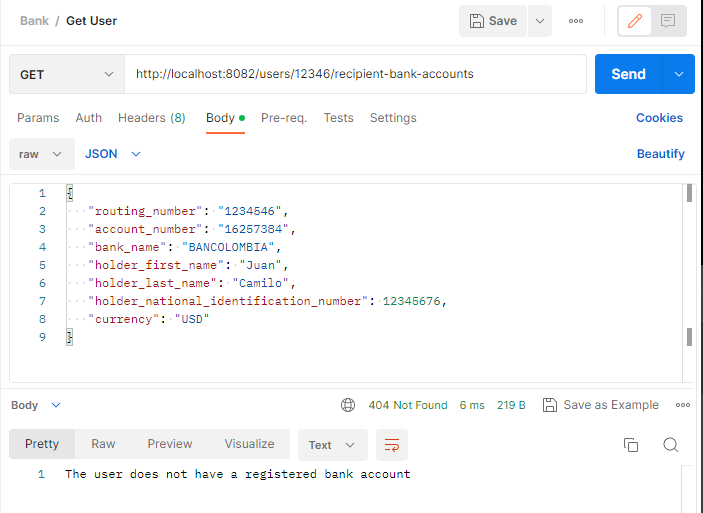 Bank / Get User
Save
GET http://localhost:8082/users/12346/recipient-bank-accounts Send
Params Auth Headers (8) Body Pre-req. Tests Settings Cookies
raw JSON Beautify
1 {
2 "routing_number": "1234546",
3 "account_number": "16257384",
4 "bank_name": "BANCOLOMBIA",
5 "holder_first_name": "Juan",
6 "holder_last_name": "Camilo",
7 "holder_national_identification_number": 12345676,
8 "currency": "USD"
9 }
Body 404 Not Found 6 ms 219 B Save as Example
Pretty Raw Preview Visualize Text
1 The user does not have a registered bank account